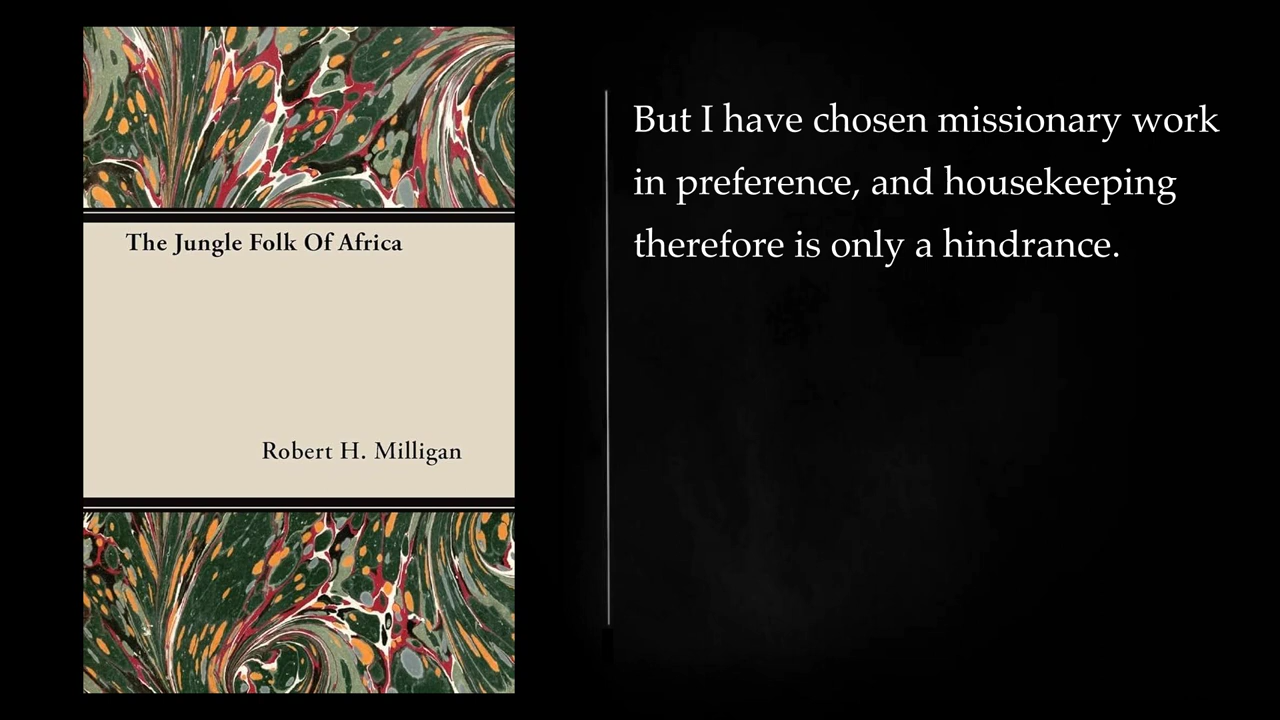 The Jungle Folk Of Africa
Robert H. Milligan
But I have chosen missionary work
in preference, and housekeeping
therefore is only a hindrance.